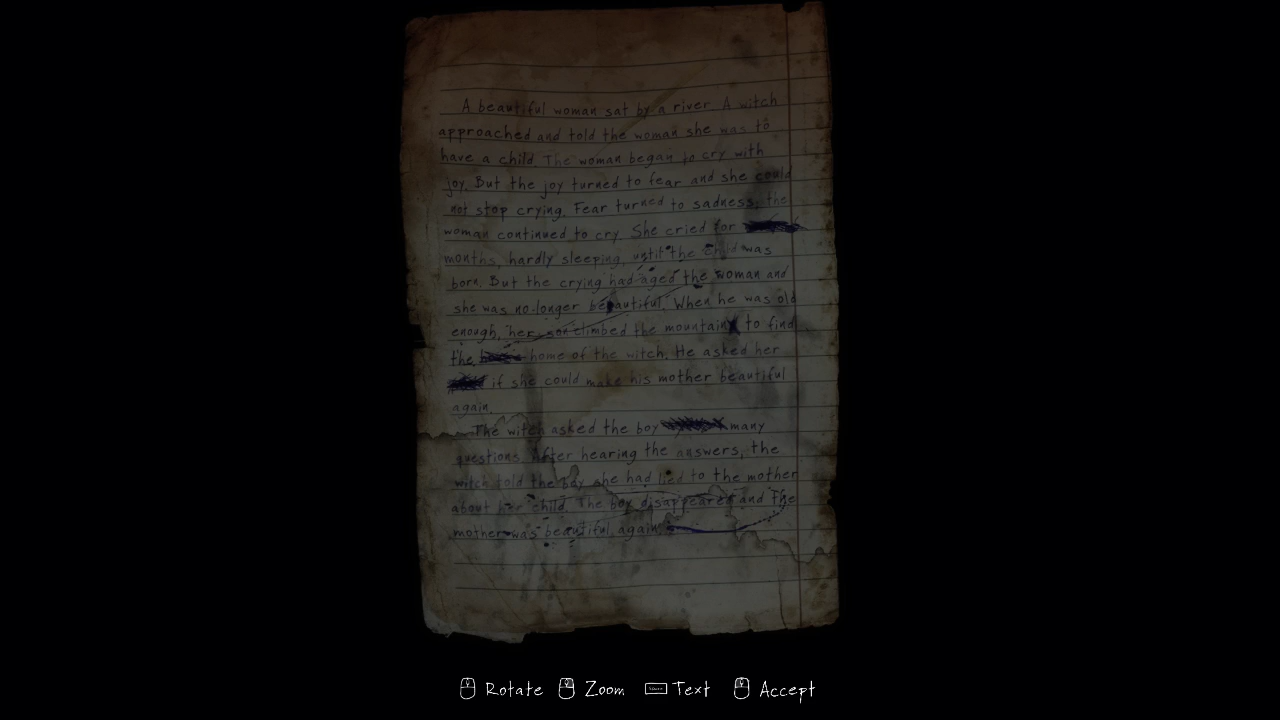 A beautiful woman sat by a river. A witch
approached and told the woman she was to
have a child. The woman began to cry with
joy. But the joy turned to fear and she could
not stop crying. Fear turned to sadness, the
woman continued to cry. She cried for
months, hardly sleeping, until the child was
born. But the crying had aged the woman and
she was no longer beautiful. When he was old
enough, her son climbed the mountain to find
the home of the witch. He asked her
if she could make his mother beautiful
again.
The witch asked the boy many
questions. After hearing the answers, the
witch told the boy she had lied to the mother
about her child. The boy disappeared and the
mother was beautiful again.
Rotate Zoom Text Accept